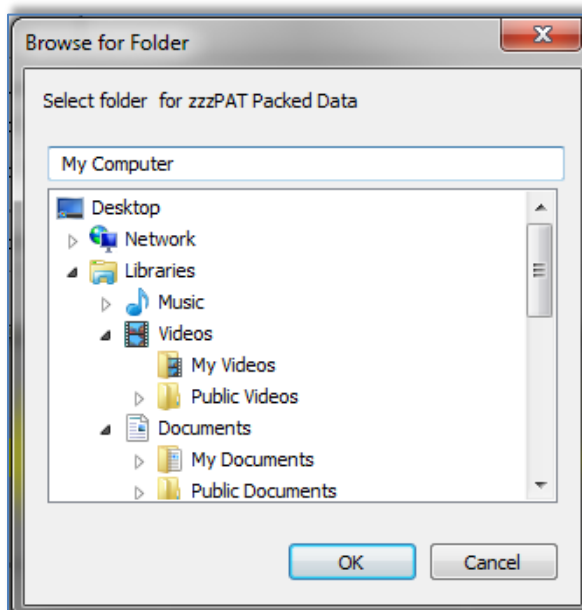 Browse for Folder
Select folder for zzzPAT Packed Data
My Computer
Desktop
Network
Libraries
Music
Videos
My Videos
Public Videos
Documents
My Documents
Public Documents
OK Cancel